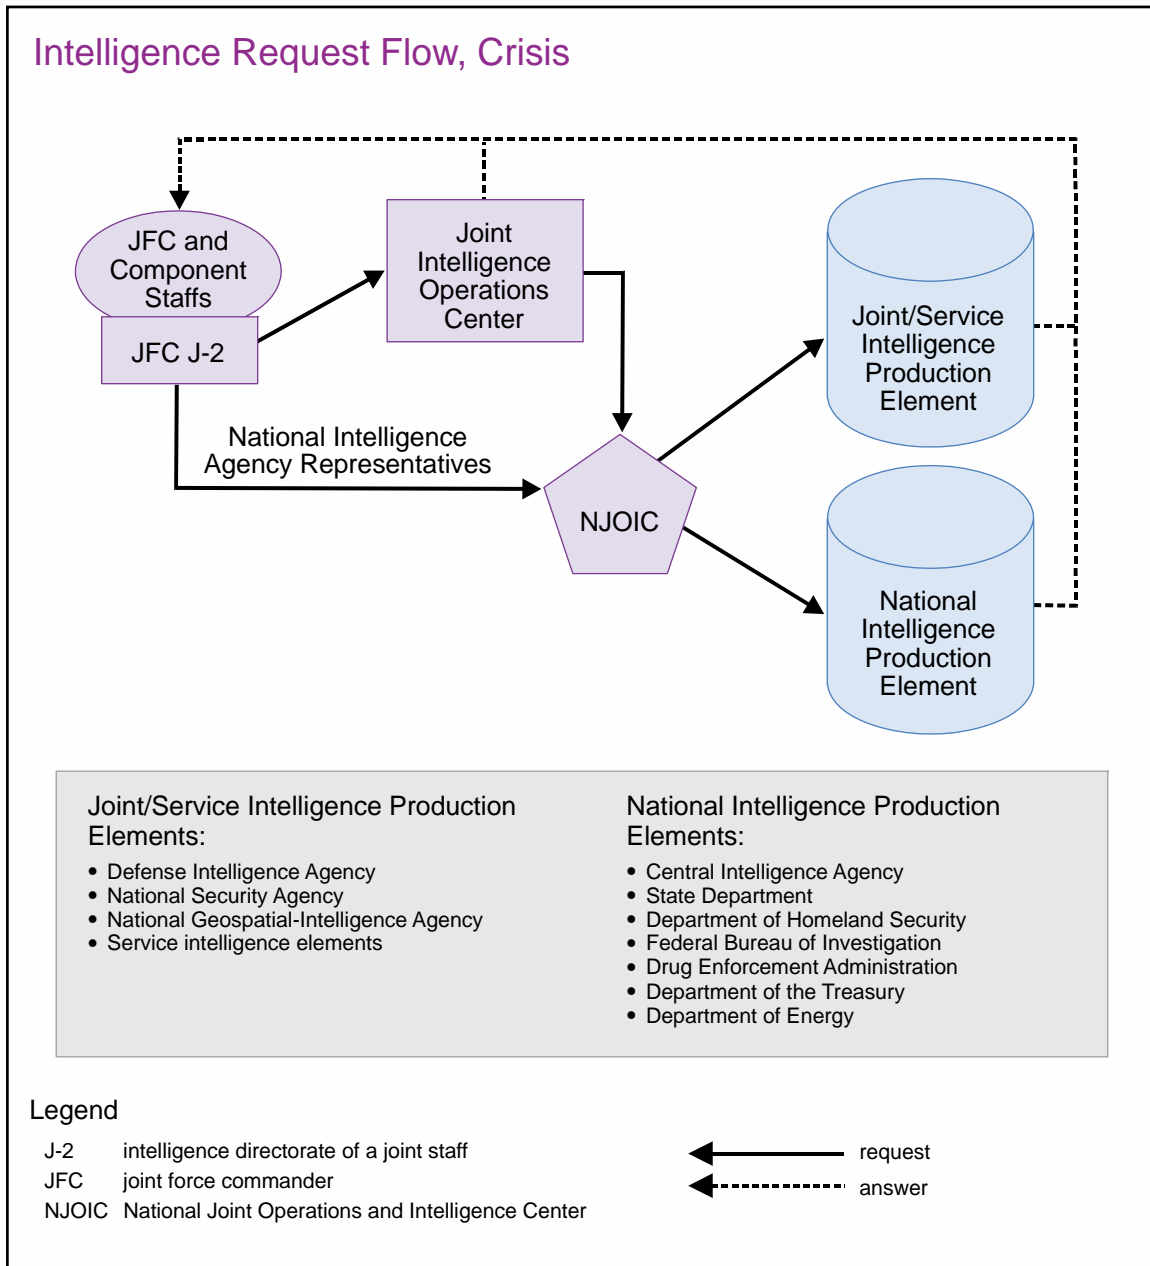 Intelligence Request Flow, Crisis
JFC and
Component
Staffs
JFC J-2
Joint
Intelligence
Operations
Center
National Intelligence
Agency Representatives
NJOIC
Joint/Service
Intelligence
Production
Element
National
Intelligence
Production
Element
Joint/Service Intelligence Production
Elements:
• Defense Intelligence Agency
• National Security Agency
• National Geospatial-Intelligence Agency
• Service intelligence elements
National Intelligence Production
Elements:
• Central Intelligence Agency
• State Department
• Department of Homeland Security
• Federal Bureau of Investigation
• Drug Enforcement Administration
• Department of the Treasury
• Department of Energy
Legend
J-2 intelligence directorate of a joint staff
JFC joint force commander
NJOIC National Joint Operations and Intelligence Center
request
answer